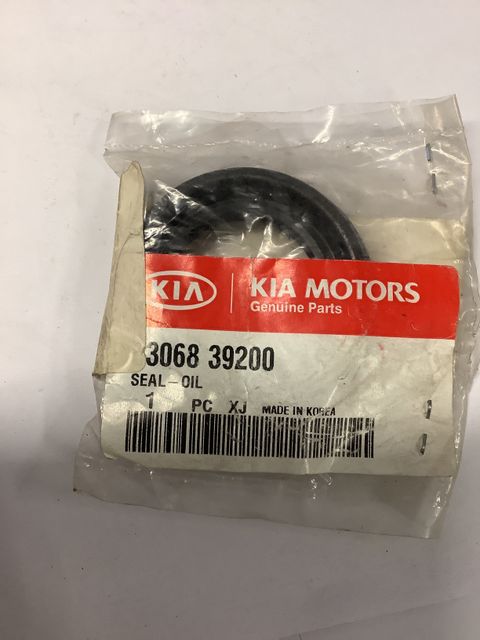 KIA
KIA MOTORS
Genuine Parts
3068 39200
SEAL-OIL
1 PC XJ MADE IN KOREA